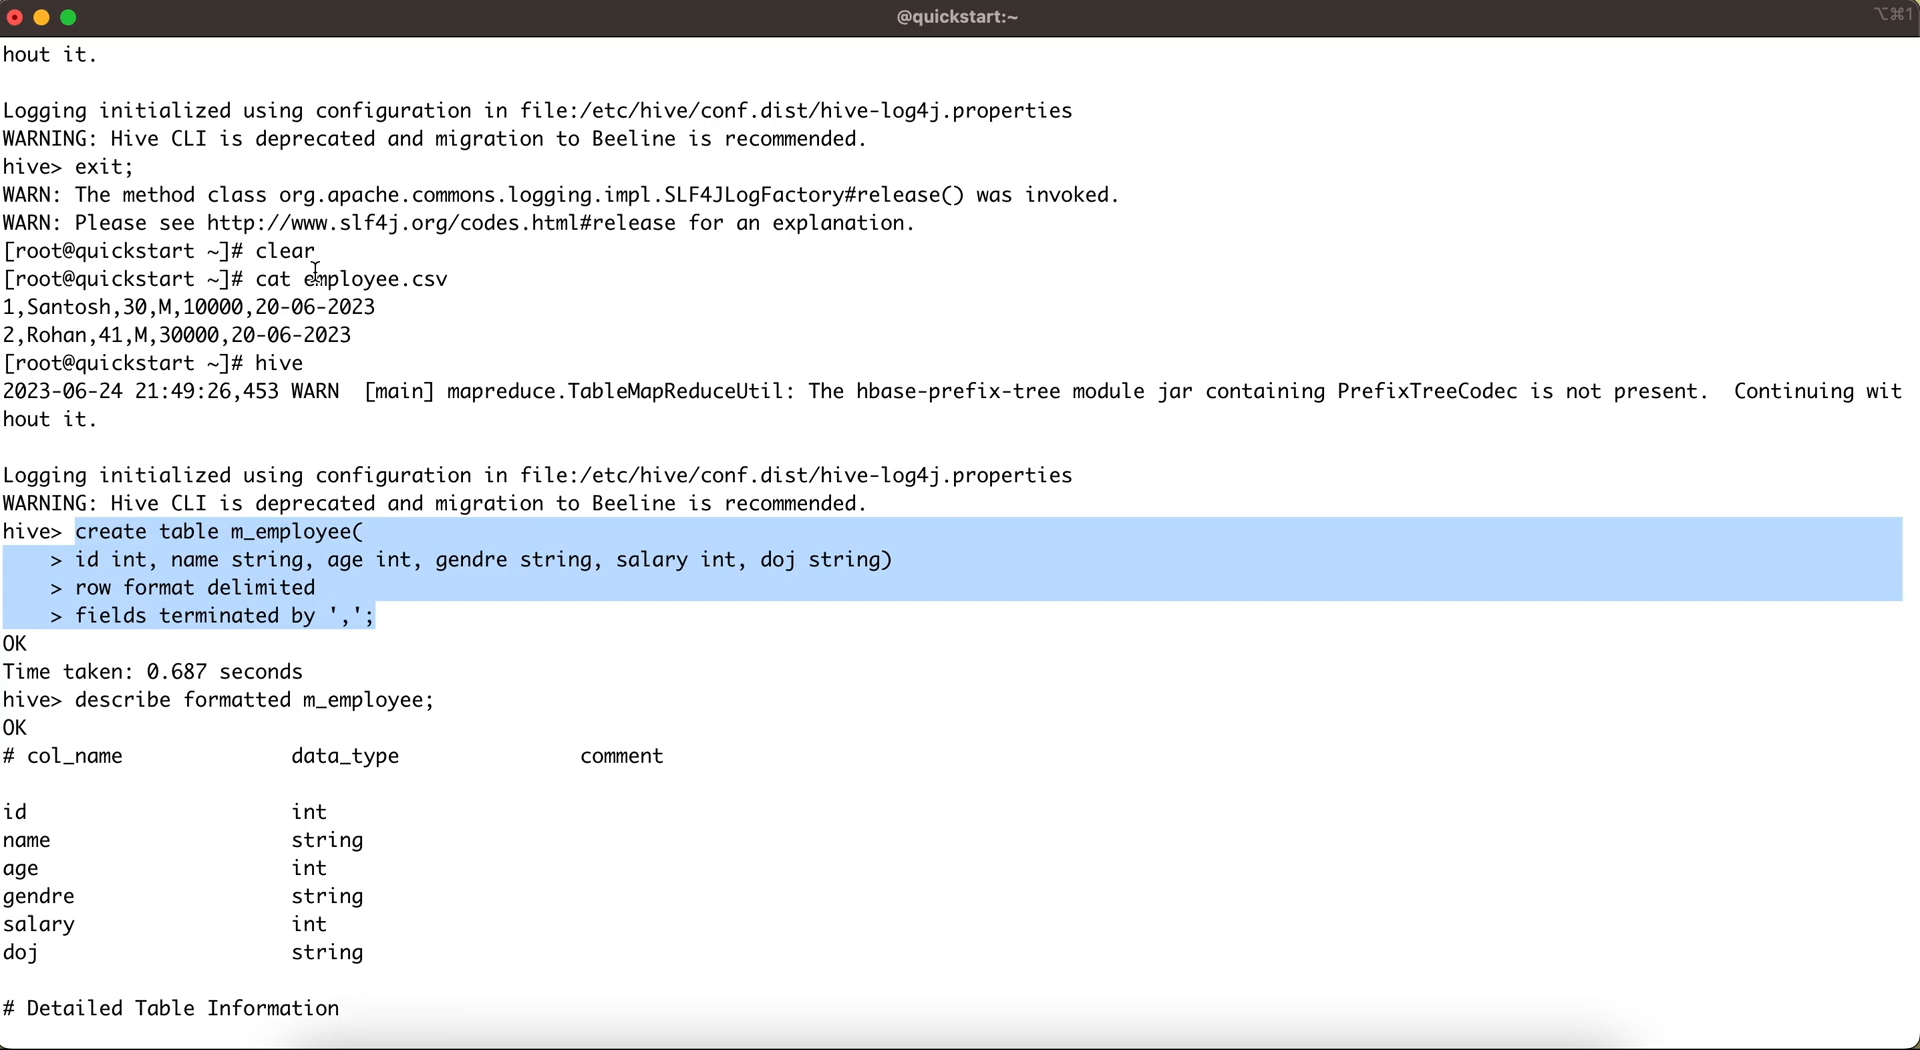 @quickstart:~
⌥⌘1
hout it.
Logging initialized using configuration in file:/etc/hive/conf.dist/hive-log4j.properties
WARNING: Hive CLI is deprecated and migration to Beeline is recommended.
hive> exit;
WARN: The method class org.apache.commons.logging.impl.SLF4JLogFactory#release() was invoked.
WARN: Please see http://www.slf4j.org/codes.html#release for an explanation.
[root@quickstart ~]# clear
[root@quickstart ~]# cat employee.csv
1,Santosh,30,M,10000,20-06-2023
2,Rohan,41,M,30000,20-06-2023
[root@quickstart ~]# hive
2023-06-24 21:49:26,453 WARN  [main] mapreduce.TableMapReduceUtil: The hbase-prefix-tree module jar containing PrefixTreeCodec is not present.  Continuing wit
hout it.
Logging initialized using configuration in file:/etc/hive/conf.dist/hive-log4j.properties
WARNING: Hive CLI is deprecated and migration to Beeline is recommended.
hive> create table m_employee(
    > id int, name string, age int, gendre string, salary int, doj string)
    > row format delimited
    > fields terminated by ',';
OK
Time taken: 0.687 seconds
hive> describe formatted m_employee;
OK
# col_name              data_type               comment
id                      int
name                    string
age                     int
gendre                  string
salary                  int
doj                     string
# Detailed Table Information